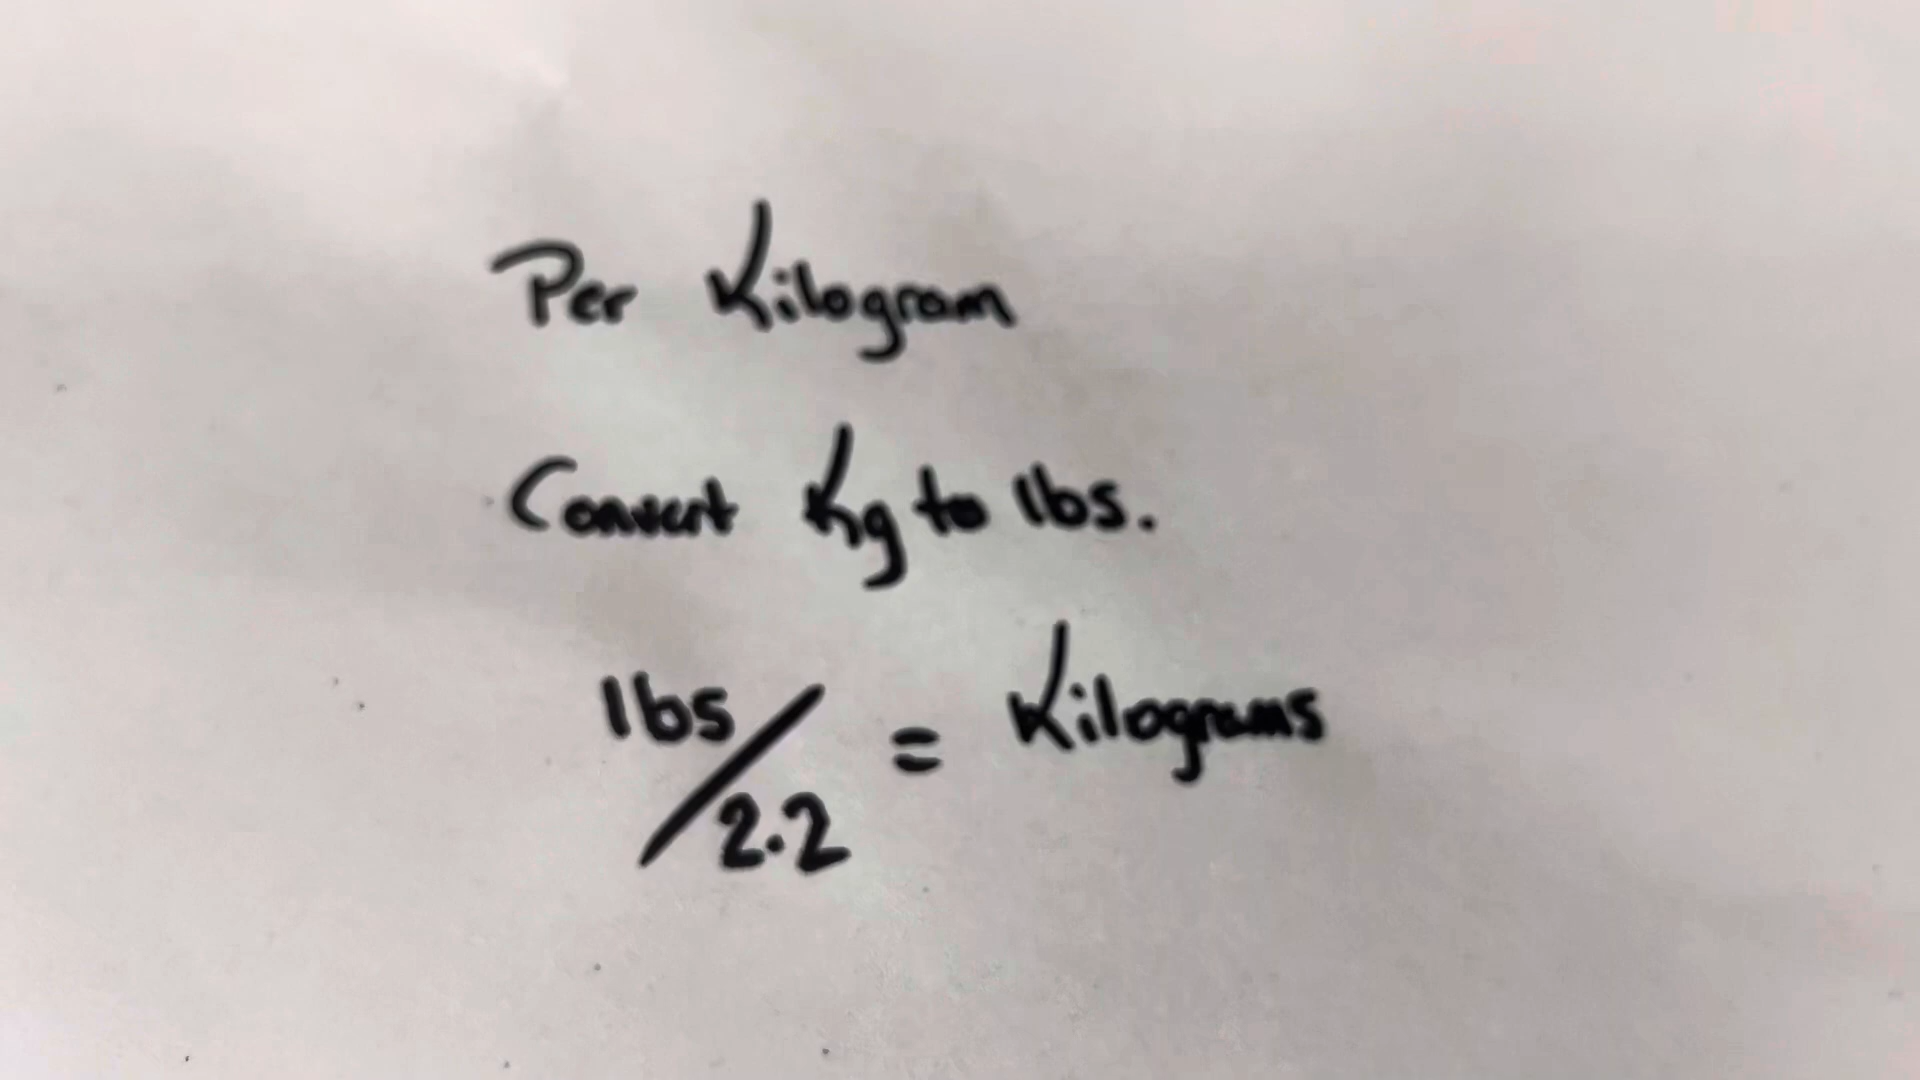 Per Kilogram
Convert Kg to lbs.
lbs/2.2 = Kilograms